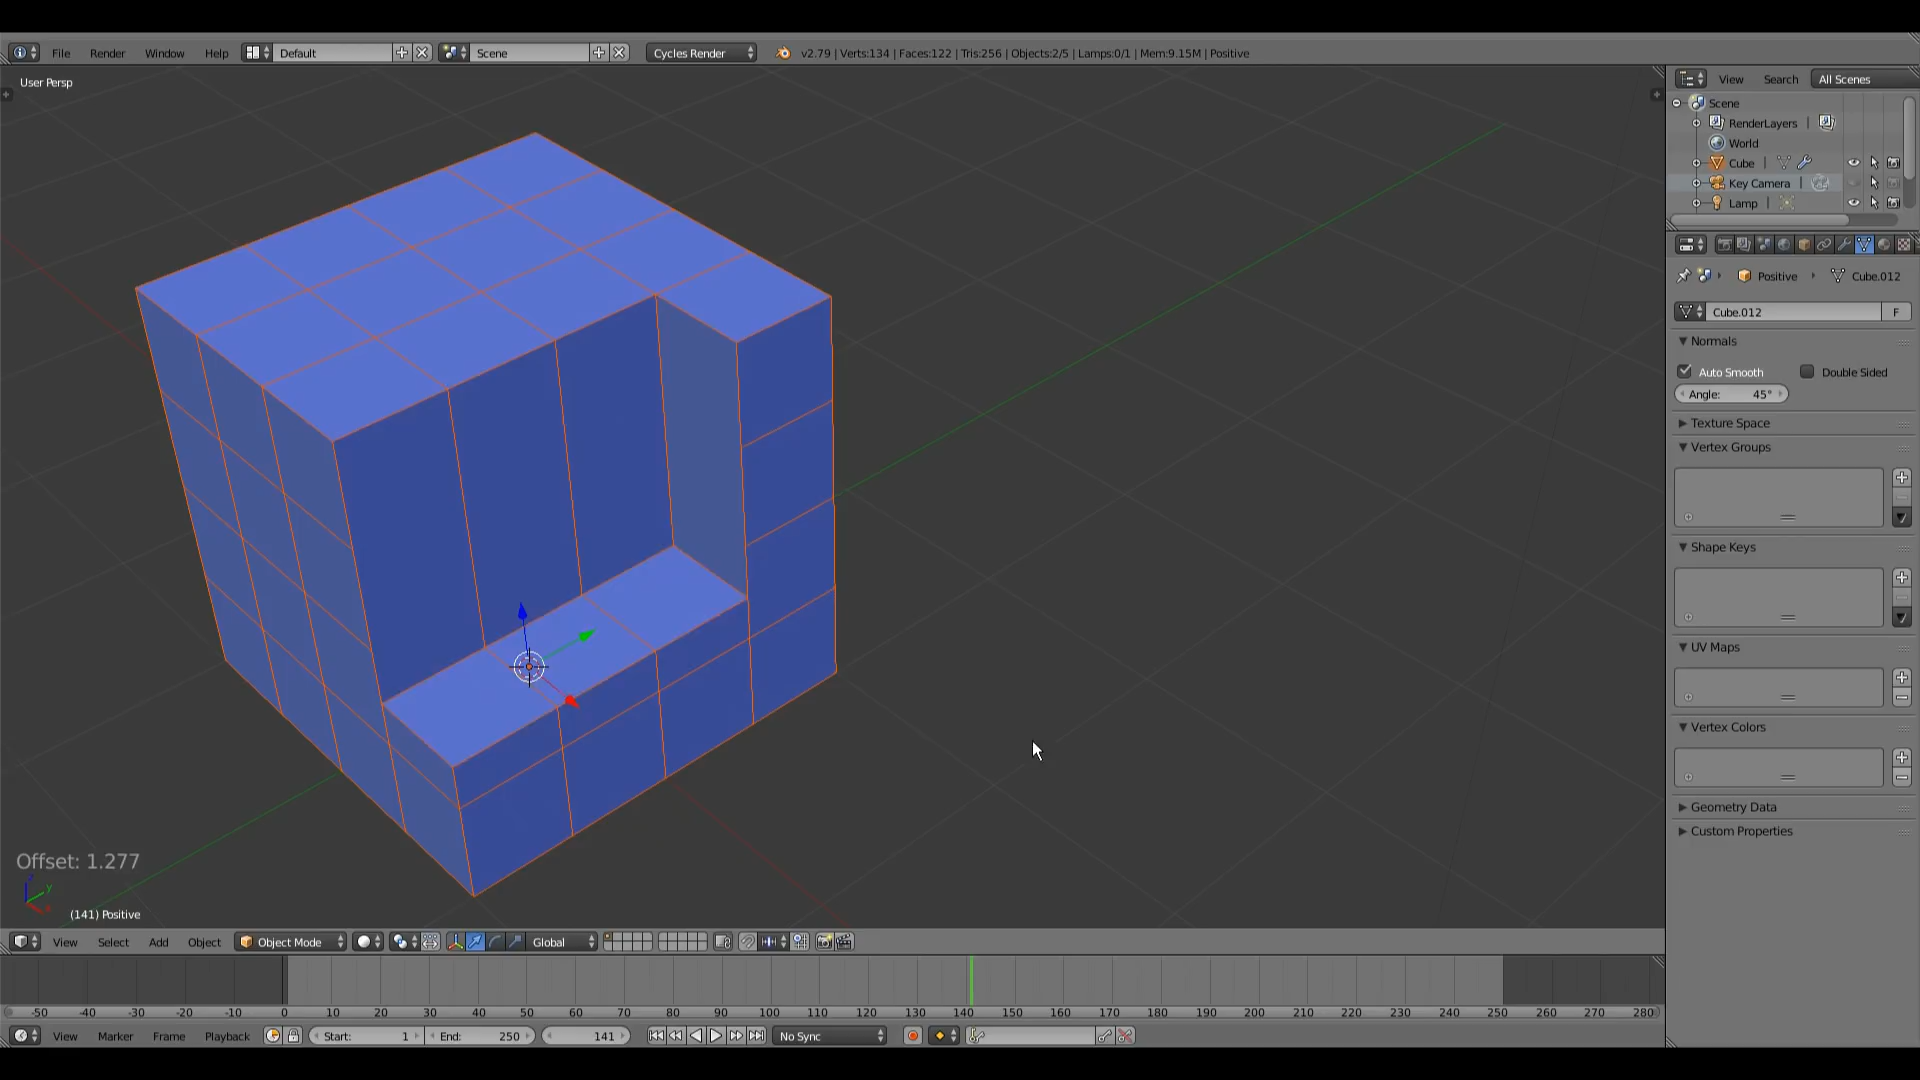 File Render Window Help Default Scene Cycles Render v2.79 | Verts:134 | Faces:122 | Tris:256 | Objects:2/5 | Lamps:0/1 | Mem:9.15M | Positive
User Persp
View Search All Scenes
Scene
RenderLayers
World
Cube
Key Camera
Lamp
Positive Cube.012
Cube.012 F
Normals
Auto Smooth Double Sided
Angle: 45°
Texture Space
Vertex Groups
Shape Keys
UV Maps
Vertex Colors
Geometry Data
Custom Properties
Offset: 1.277
z y
(141) Positive
View Select Add Object Object Mode Global
-50 -40 -30 -20 -10 0 10 20 30 40 50 60 70 80 90 100 110 120 130 140 150 160 170 180 190 200 210 220 230 240 250 260 270 280
View Marker Frame Playback Start: 1 End: 250 141 No Sync